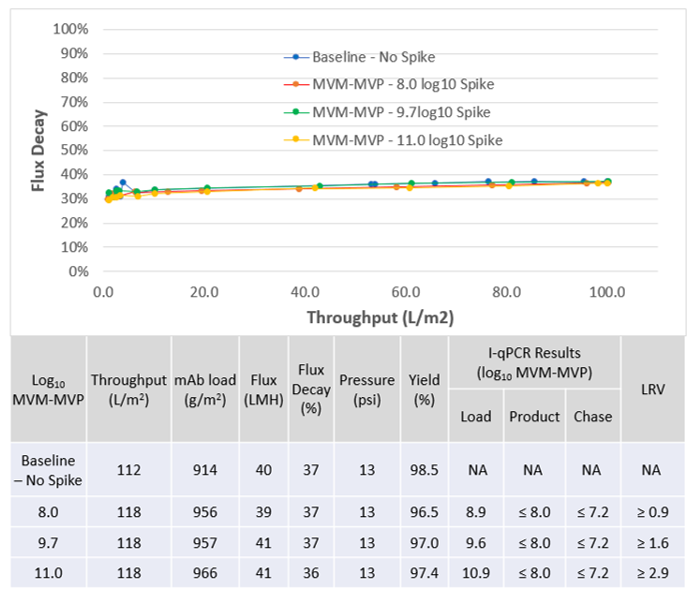 100%
90%
80%
70%
60%
50%
40%
30%
20%
10%
0%
Flux Decay
Baseline - No Spike
MVM-MVP - 8.0 log10 Spike
MVM-MVP - 9.7log10 Spike
MVM-MVP - 11.0 log10 Spike
0.0 20.0 40.0 60.0 80.0 100.0
Throughput (L/m2)
Log10 MVM-MVP Throughput (L/m²) mAb load (g/m²) Flux (LMH) Flux Decay (%) Pressure (psi) Yield (%) I-qPCR Results (log10 MVM-MVP) LRV
Load Product Chase
Baseline – No Spike 112 914 40 37 13 98.5 NA NA NA NA
8.0 118 956 39 37 13 96.5 8.9 ≤ 8.0 ≤ 7.2 ≥ 0.9
9.7 118 957 41 37 13 97.0 9.6 ≤ 8.0 ≤ 7.2 ≥ 1.6
11.0 118 966 41 36 13 97.4 10.9 ≤ 8.0 ≤ 7.2 ≥ 2.9